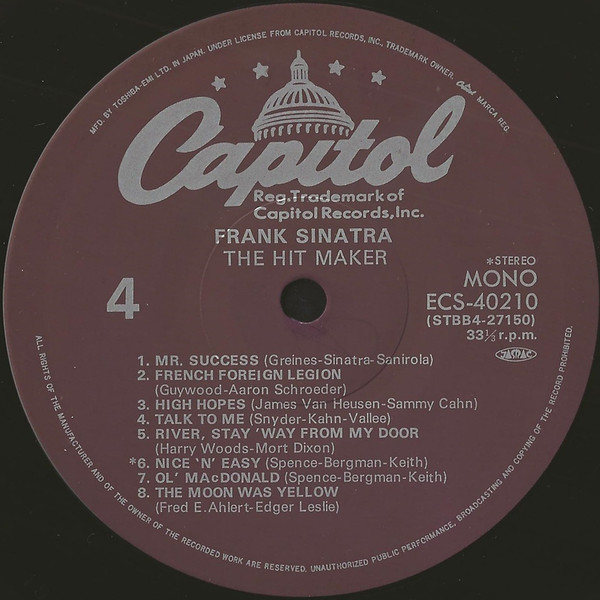 MFD. BY TOSHIBA-EMI LTD. IN JAPAN. UNDER LICENSE FROM CAPITOL RECORDS, INC. TRADEMARK OWNER. Capitol MARCA REG.
Capitol
Reg. Trademark of
Capitol Records, Inc.
FRANK SINATRA
THE HIT MAKER
4
*STEREO
MONO
ECS-40210
(STBB4-27150)
33⅓ r.p.m.
JASRAC
1. MR. SUCCESS (Greines-Sinatra-Sanirola)
2. FRENCH FOREIGN LEGION
(Guywood-Aaron Schroeder)
3. HIGH HOPES (James Van Heusen-Sammy Cahn)
4. TALK TO ME (Snyder-Kahn-Vallee)
5. RIVER, STAY 'WAY FROM MY DOOR
(Harry Woods-Mort Dixon)
*6. NICE 'N' EASY (Spence-Bergman-Keith)
7. OL' MACDONALD (Spence-Bergman-Keith)
8. THE MOON WAS YELLOW
(Fred E. Ahlert-Edger Leslie)
ALL RIGHTS OF THE MANUFACTURER AND OF THE OWNER OF THE RECORDED WORK ARE RESERVED. UNAUTHORIZED PUBLIC PERFORMANCE, BROADCASTING AND COPYING OF THE RECORD PROHIBITED.